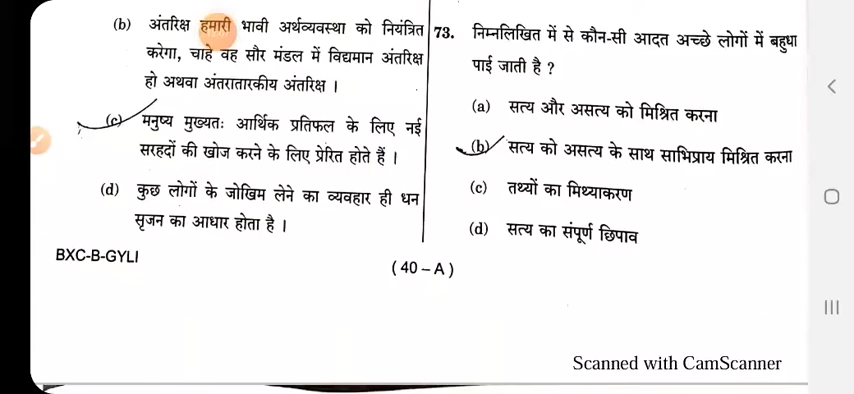 (b) अंतरिक्ष हमारी भावी अर्थव्यवस्था को नियंत्रित
करेगा, चाहे वह सौर मंडल में विद्यमान अंतरिक्ष
हो अथवा अंतरातारकीय अंतरिक्ष ।
(c) मनुष्य मुख्यतः आर्थिक प्रतिफल के लिए नई
सरहदों की खोज करने के लिए प्रेरित होते हैं ।
(d) कुछ लोगों के जोखिम लेने का व्यवहार ही धन
सृजन का आधार होता है ।
73. निम्नलिखित में से कौन-सी आदत अच्छे लोगों में बहुधा
पाई जाती है ?
(a) सत्य और असत्य को मिश्रित करना
(b) सत्य को असत्य के साथ साभिप्राय मिश्रित करना
(c) तथ्यों का मिथ्याकरण
(d) सत्य का संपूर्ण छिपाव
BXC-B-GYLI
( 40 – A )
Scanned with CamScanner